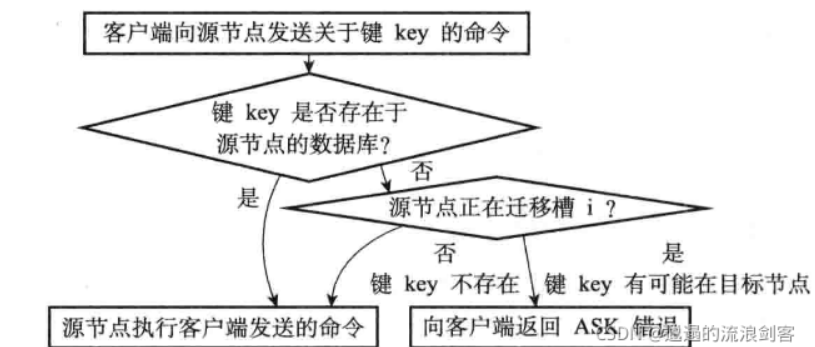 客户端向源节点发送关于键 key 的命令
键 key 是否存在于
源节点的数据库?
否
是
源节点正在迁移槽 i ?
否
是
键 key 不存在
键 key 有可能在目标节点
源节点执行客户端发送的命令
向客户端返回 ASK 错误
CSDN @邋遢的流浪剑客